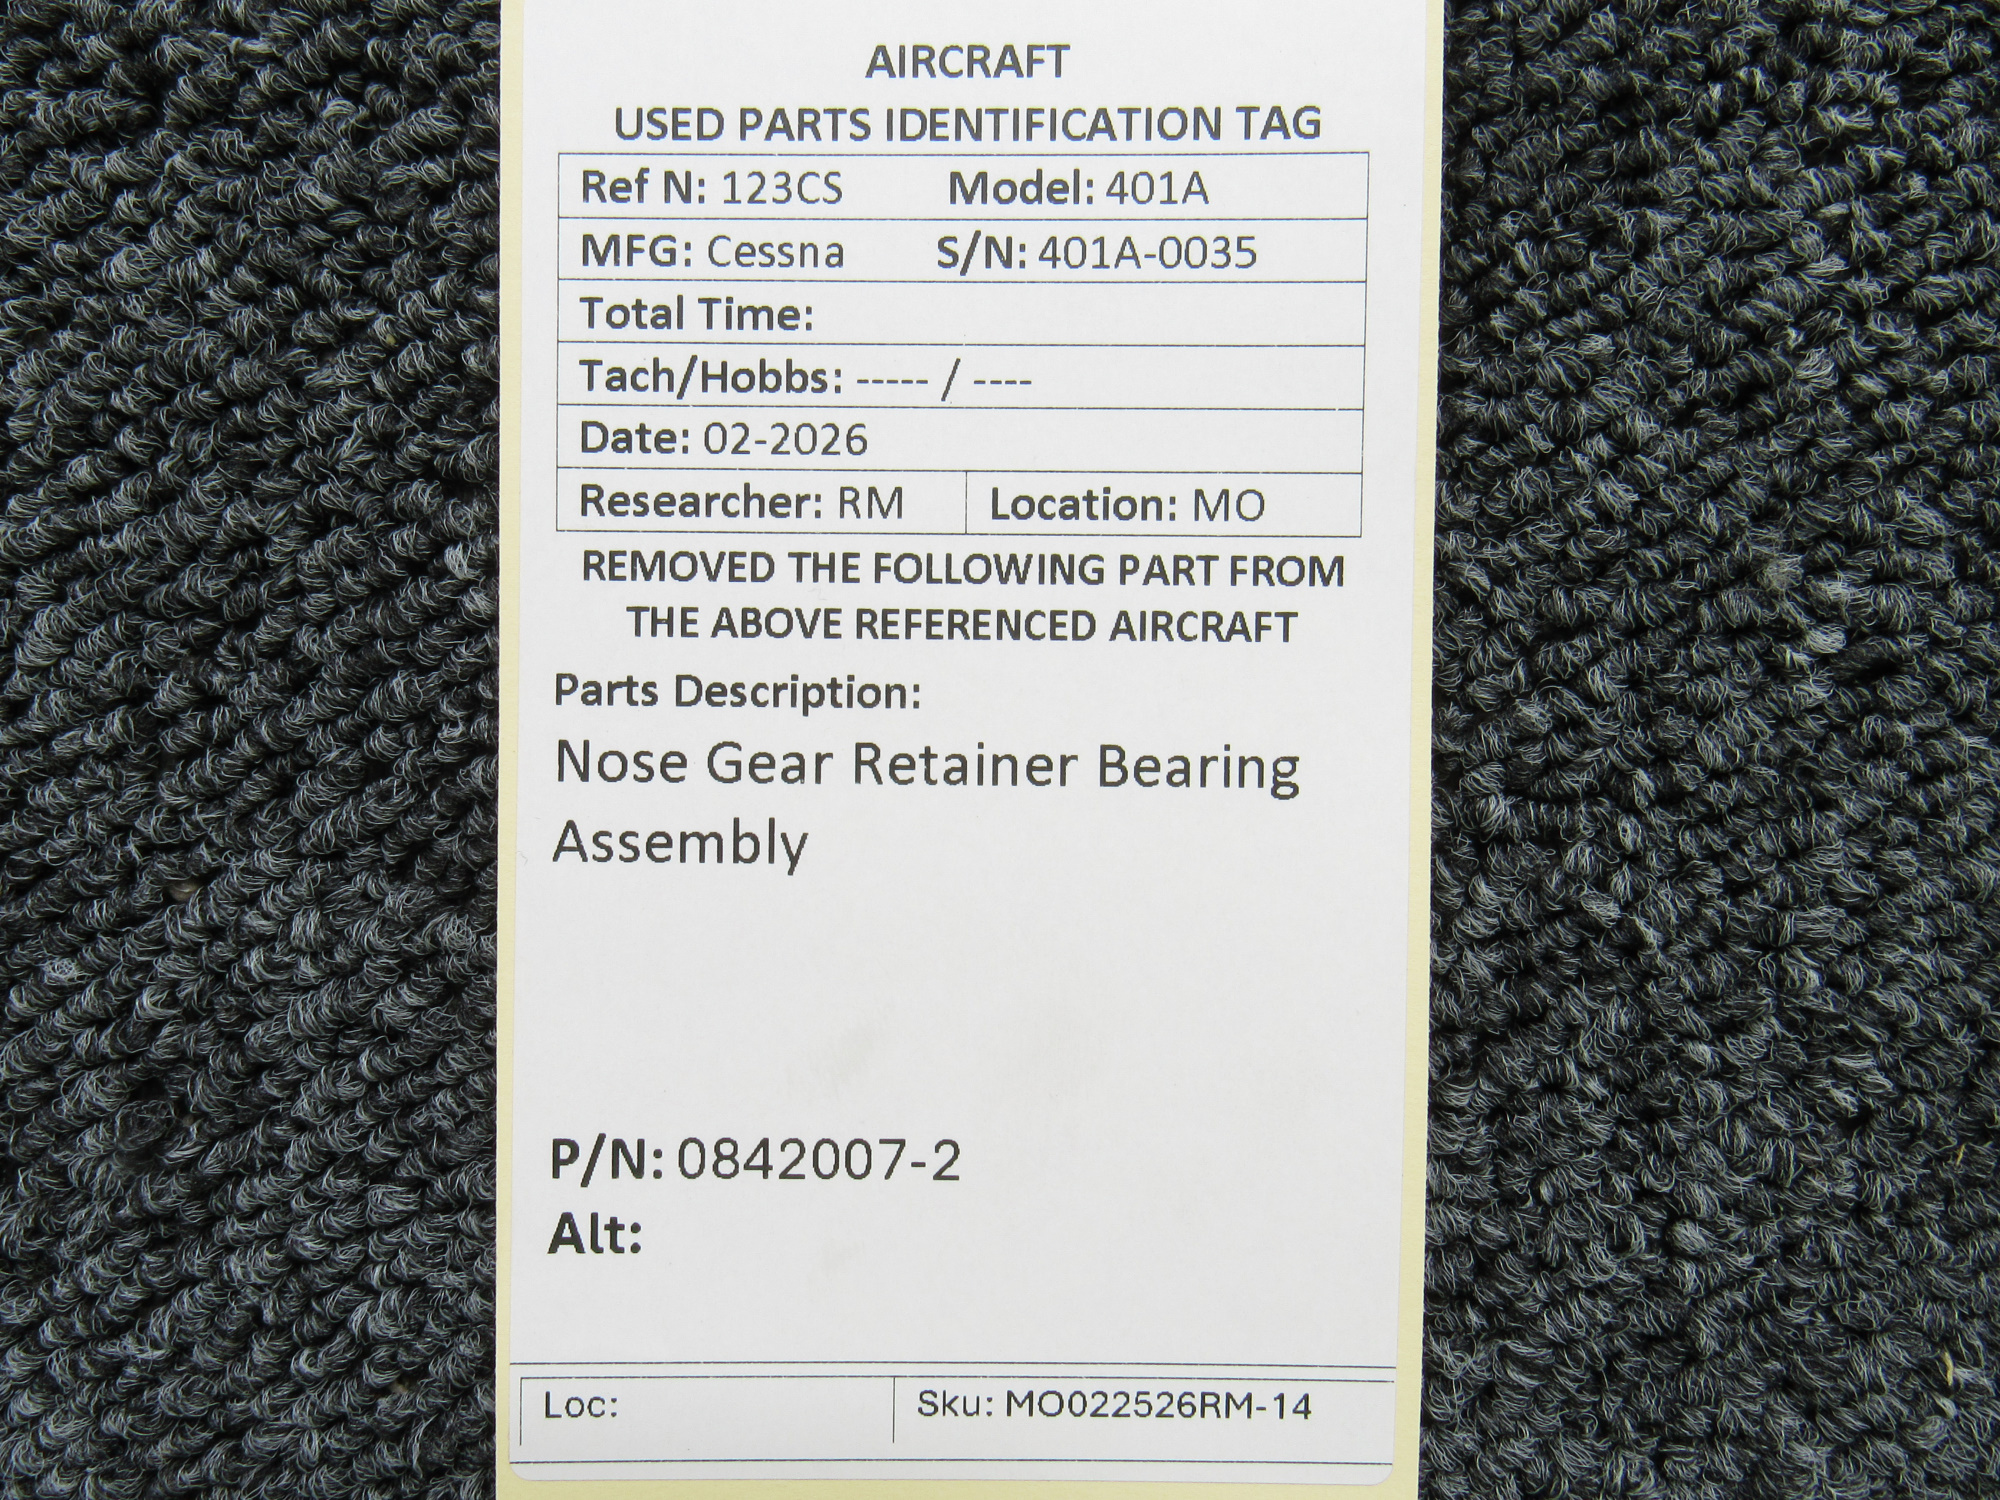 AIRCRAFT
USED PARTS IDENTIFICATION TAG
Ref N: 123CS Model: 401A
MFG: Cessna S/N: 401A-0035
Total Time:
Tach/Hobbs: ----- / ----
Date: 02-2026
Researcher: RM Location: MO
REMOVED THE FOLLOWING PART FROM
THE ABOVE REFERENCED AIRCRAFT
Parts Description:
Nose Gear Retainer Bearing
Assembly
P/N: 0842007-2
Alt:
Loc: Sku: MO022526RM-14